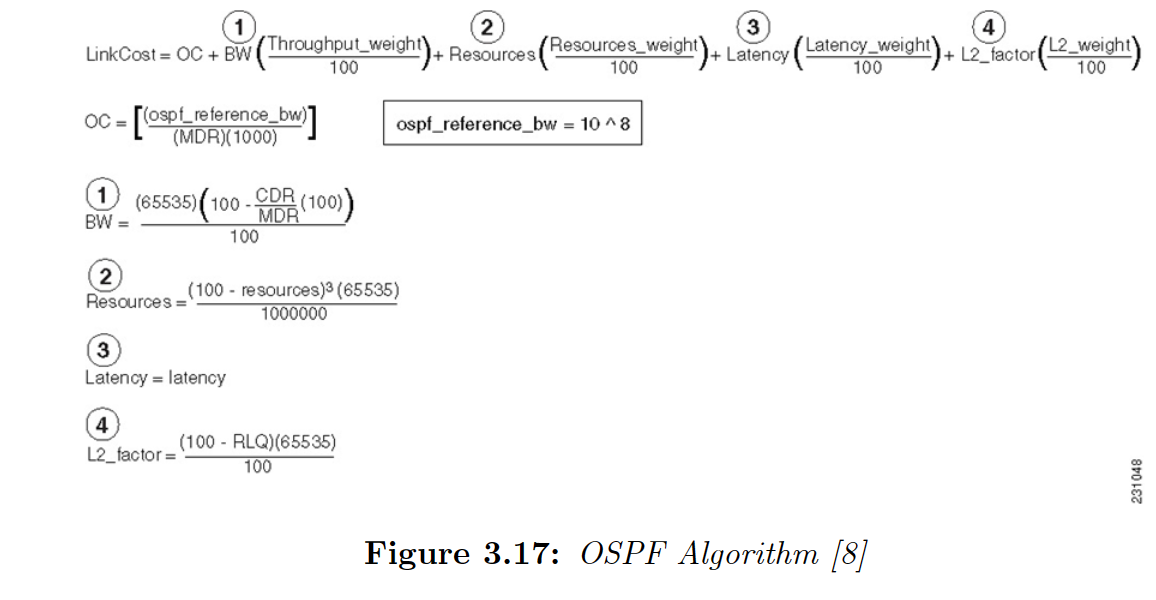 ① ② ③ ④
LinkCost = OC + BW (Throughput_weight / 100) + Resources (Resources_weight / 100) + Latency (Latency_weight / 100) + L2_factor (L2_weight / 100)
OC = [(ospf_reference_bw) / (MDR)(1000)] ospf_reference_bw = 10 ^ 8
①
BW = (65535)(100 - CDR / MDR (100)) / 100
②
Resources = (100 - resources)³ (65535) / 1000000
③
Latency = latency
④
L2_factor = (100 - RLQ)(65535) / 100
231048
Figure 3.17: OSPF Algorithm [8]